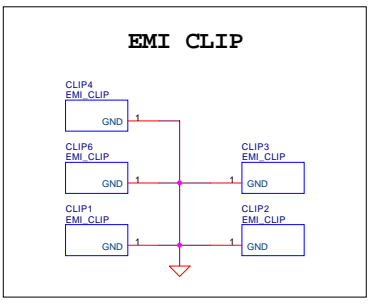 EMI CLIP
CLIP4
EMI_CLIP
GND 1
CLIP6
EMI_CLIP
GND 1
CLIP3
EMI_CLIP
1 GND
CLIP1
EMI_CLIP
GND 1
CLIP2
EMI_CLIP
1 GND